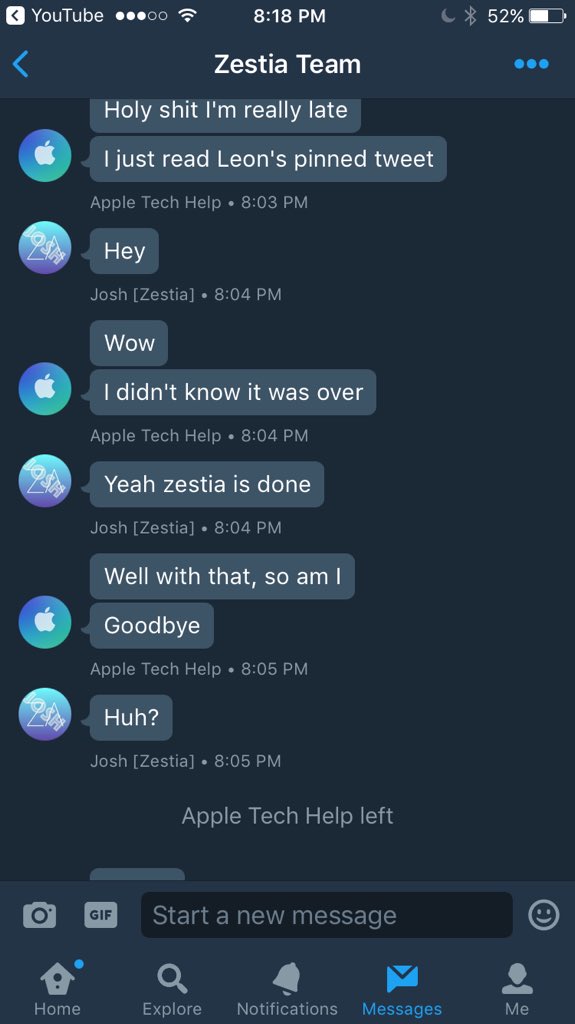 YouTube 8:18 PM 52%
Zestia Team
Holy shit I'm really late
I just read Leon's pinned tweet
Apple Tech Help • 8:03 PM
Hey
Josh [Zestia] • 8:04 PM
Wow
I didn't know it was over
Apple Tech Help • 8:04 PM
Yeah zestia is done
Josh [Zestia] • 8:04 PM
Well with that, so am I
Goodbye
Apple Tech Help • 8:05 PM
Huh?
Josh [Zestia] • 8:05 PM
Apple Tech Help left
GIF Start a new message
Home Explore Notifications Messages Me